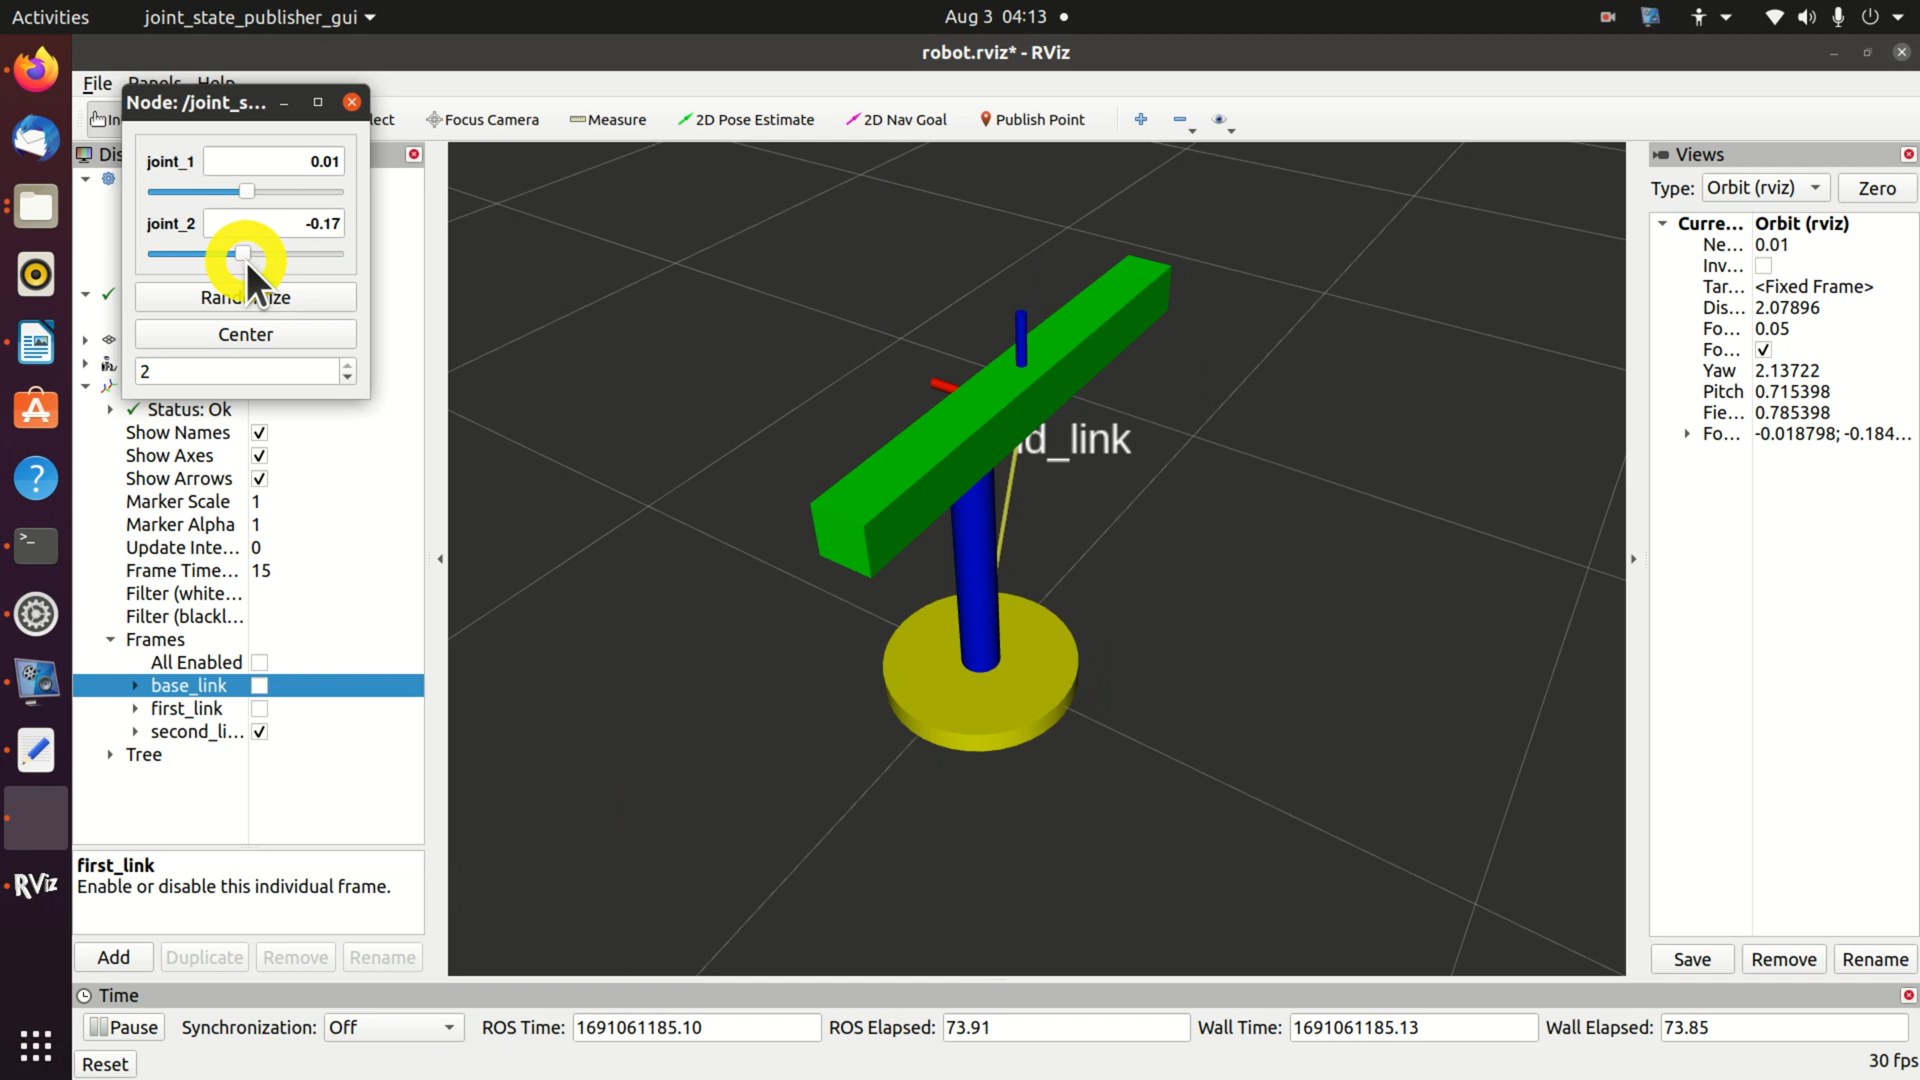 Activities
joint_state_publisher_gui
Aug 3 04:13
robot.rviz* - RViz
File Panels Help
Node: /joint_s...
In
lect
Focus Camera
Measure
2D Pose Estimate
2D Nav Goal
Publish Point
Dis
joint_1 0.01
joint_2 -0.17
Center
2
Status: Ok
Show Names
Show Axes
Show Arrows
Marker Scale 1
Marker Alpha 1
Update Inte... 0
Frame Time... 15
Filter (white...
Filter (blackl...
Frames
All Enabled
base_link
first_link
second_li...
Tree
first_link
Enable or disable this individual frame.
Add Duplicate Remove Rename
d_link
Views
Type: Orbit (rviz) Zero
Curre... Orbit (rviz)
Ne... 0.01
Inv...
Tar... <Fixed Frame>
Dis... 2.07896
Fo... 0.05
Fo...
Yaw 2.13722
Pitch 0.715398
Fie... 0.785398
Fo... -0.018798; -0.184...
Save Remove Rename
Time
Pause Synchronization: Off ROS Time: 1691061185.10 ROS Elapsed: 73.91 Wall Time: 1691061185.13 Wall Elapsed: 73.85
Reset
30 fps
RViz